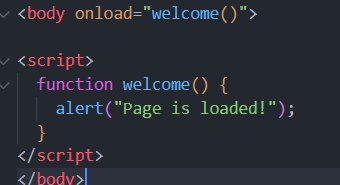 <body onload="welcome()">
<script>
function welcome() {
alert("Page is loaded!");
}
</script>
</body>